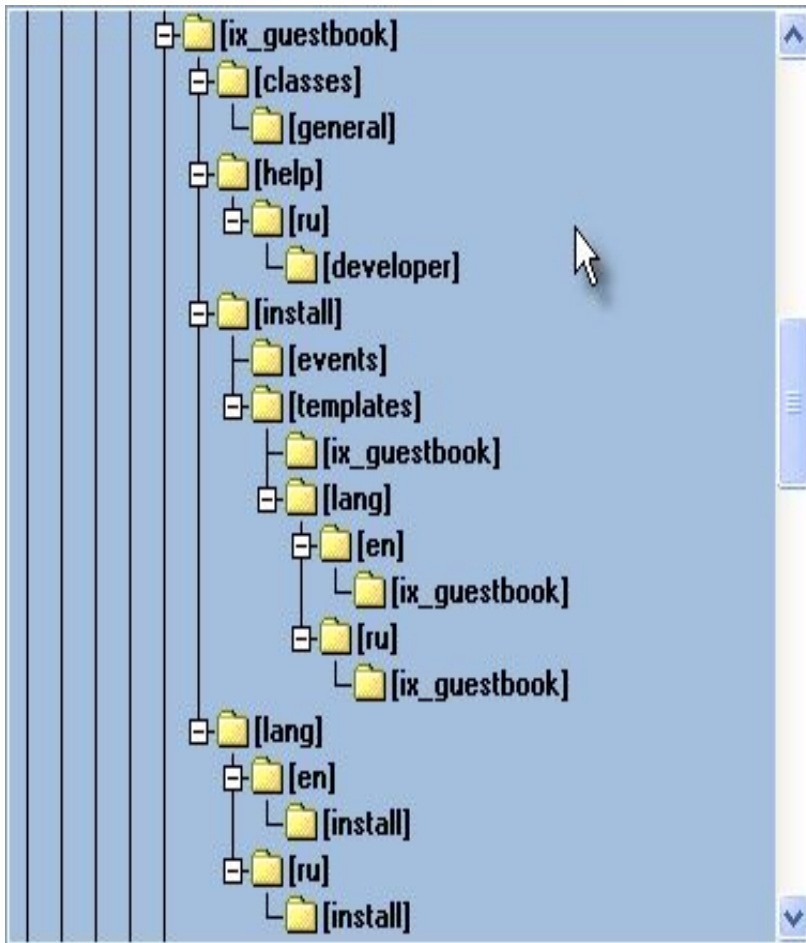 [ix_guestbook]
[classes]
[general]
[help]
[ru]
[developer]
[install]
[events]
[templates]
[ix_guestbook]
[lang]
[en]
[ix_guestbook]
[ru]
[ix_guestbook]
[lang]
[en]
[install]
[ru]
[install]